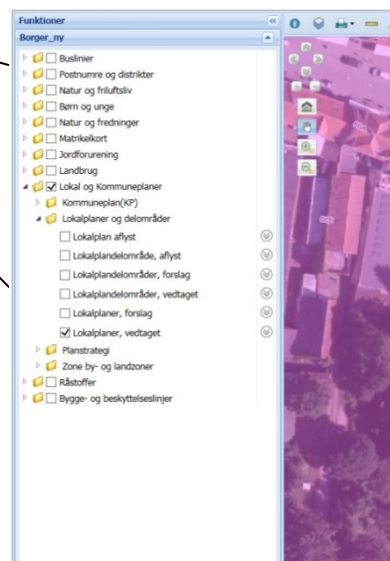 Funktioner
Borger_ny
Buslinier
Postnumre og distrikter
Natur og friluftsliv
Børn og unge
Natur og fredninger
Matrikelkort
Jordforurening
Landbrug
Lokal og Kommuneplaner
Kommuneplan(KP)
Lokalplaner og delområder
Lokalplan aflyst
Lokalplandelområde, aflyst
Lokalplandelområder, forslag
Lokalplandelområder, vedtaget
Lokalplaner, forslag
Lokalplaner, vedtaget
Planstrategi
Zone by- og landzoner
Råstoffer
Bygge- og beskyttelseslinjer